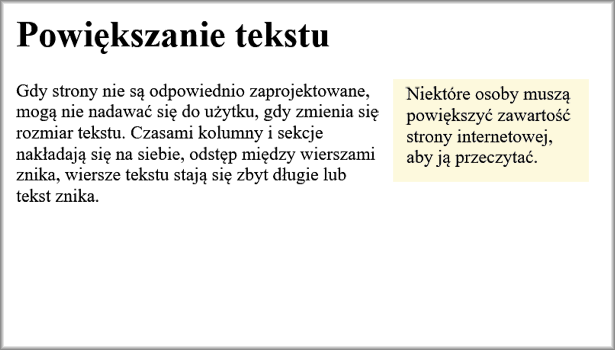 Powiększanie tekstu
Gdy strony nie są odpowiednio zaprojektowane,
mogą nie nadawać się do użytku, gdy zmienia się
rozmiar tekstu. Czasami kolumny i sekcje
nakładają się na siebie, odstęp między wierszami
znika, wiersze tekstu stają się zbyt długie lub
tekst znika.
Niektóre osoby muszą
powiększyć zawartość
strony internetowej,
aby ją przeczytać.